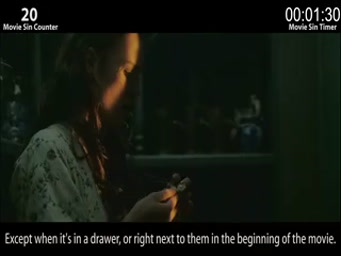 20
Movie Sin Counter
00:01:30
Movie Sin Timer
Except when it's in a drawer, or right next to them in the beginning of the movie.